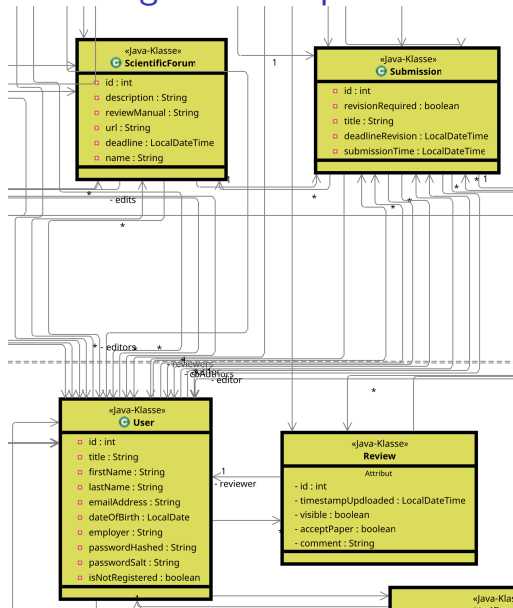 «Java-Klasse»
ScientificForum
id : int
description : String
reviewManual : String
url : String
deadline : LocalDateTime
name : String
«Java-Klasse»
Submission
id : int
revisionRequired : boolean
title : String
deadlineRevision : LocalDateTime
submissionTime : LocalDateTime
1
1
1
*
- edits
*
*
*
*
*
*
* - editors
*
*
- reviewers
- editor
«Java-Klasse»
User
id : int
title : String
firstName : String
lastName : String
emailAddress : String
dateOfBirth : LocalDate
employer : String
passwordHashed : String
passwordSalt : String
isNotRegistered : boolean
*
1
- reviewer
«Java-Klasse»
Review
Attribut
- id : int
- timestampUploaded : LocalDateTime
- visible : boolean
- acceptPaper : boolean
- comment : String